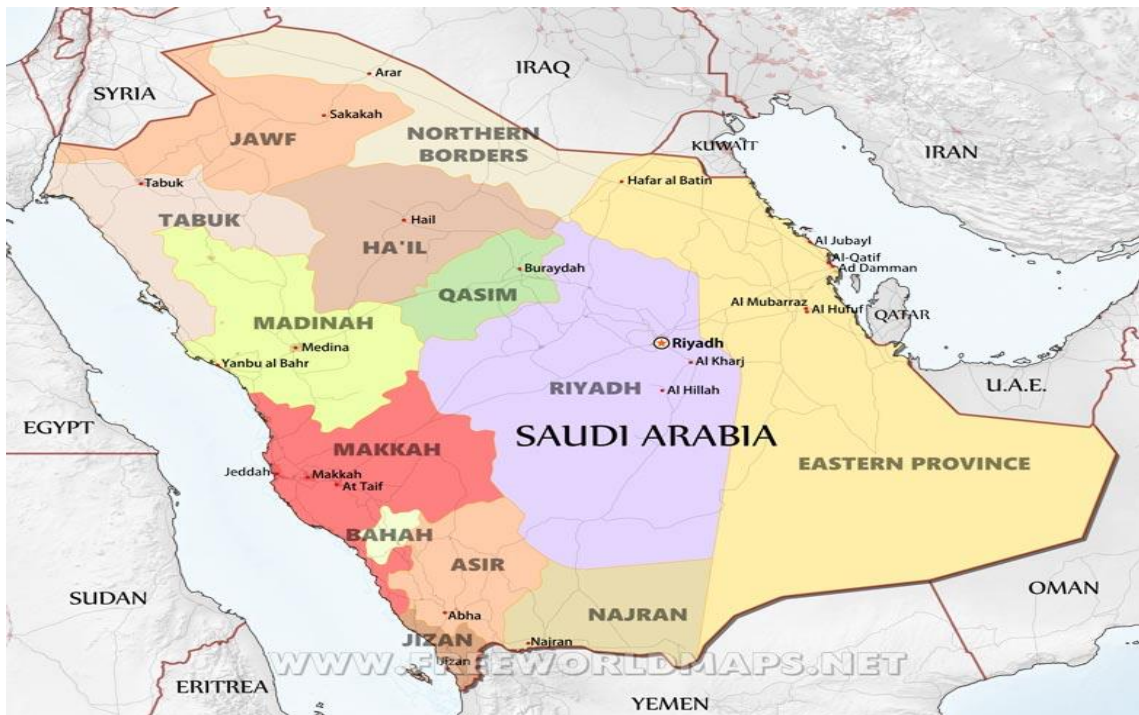 IRAQ
Arar
SYRIA
Sakakah
JAWF
NORTHERN
BORDERS
KUWAIT
IRAN
Tabuk
Hafar al Batin
TABUK
Hail
HA'IL
Al Jubayl
Al-Qatif
Ad Damman
Buraydah
QASIM
Al Mubarraz
Al Hufuf
QATAR
MADINAH
Medina
Riyadh
Yanbu al Bahr
Al Kharj
RIYADH
Al Hillah
U.A.E.
EGYPT
SAUDI ARABIA
MAKKAH
EASTERN PROVINCE
Jeddah
Makkah
At Taif
BAHAH
ASIR
SUDAN
OMAN
Abha
NAJRAN
JIZAN
Najran
Jizan
WWW.FREEWORLDMAPS.NET
ERITREA
YEMEN